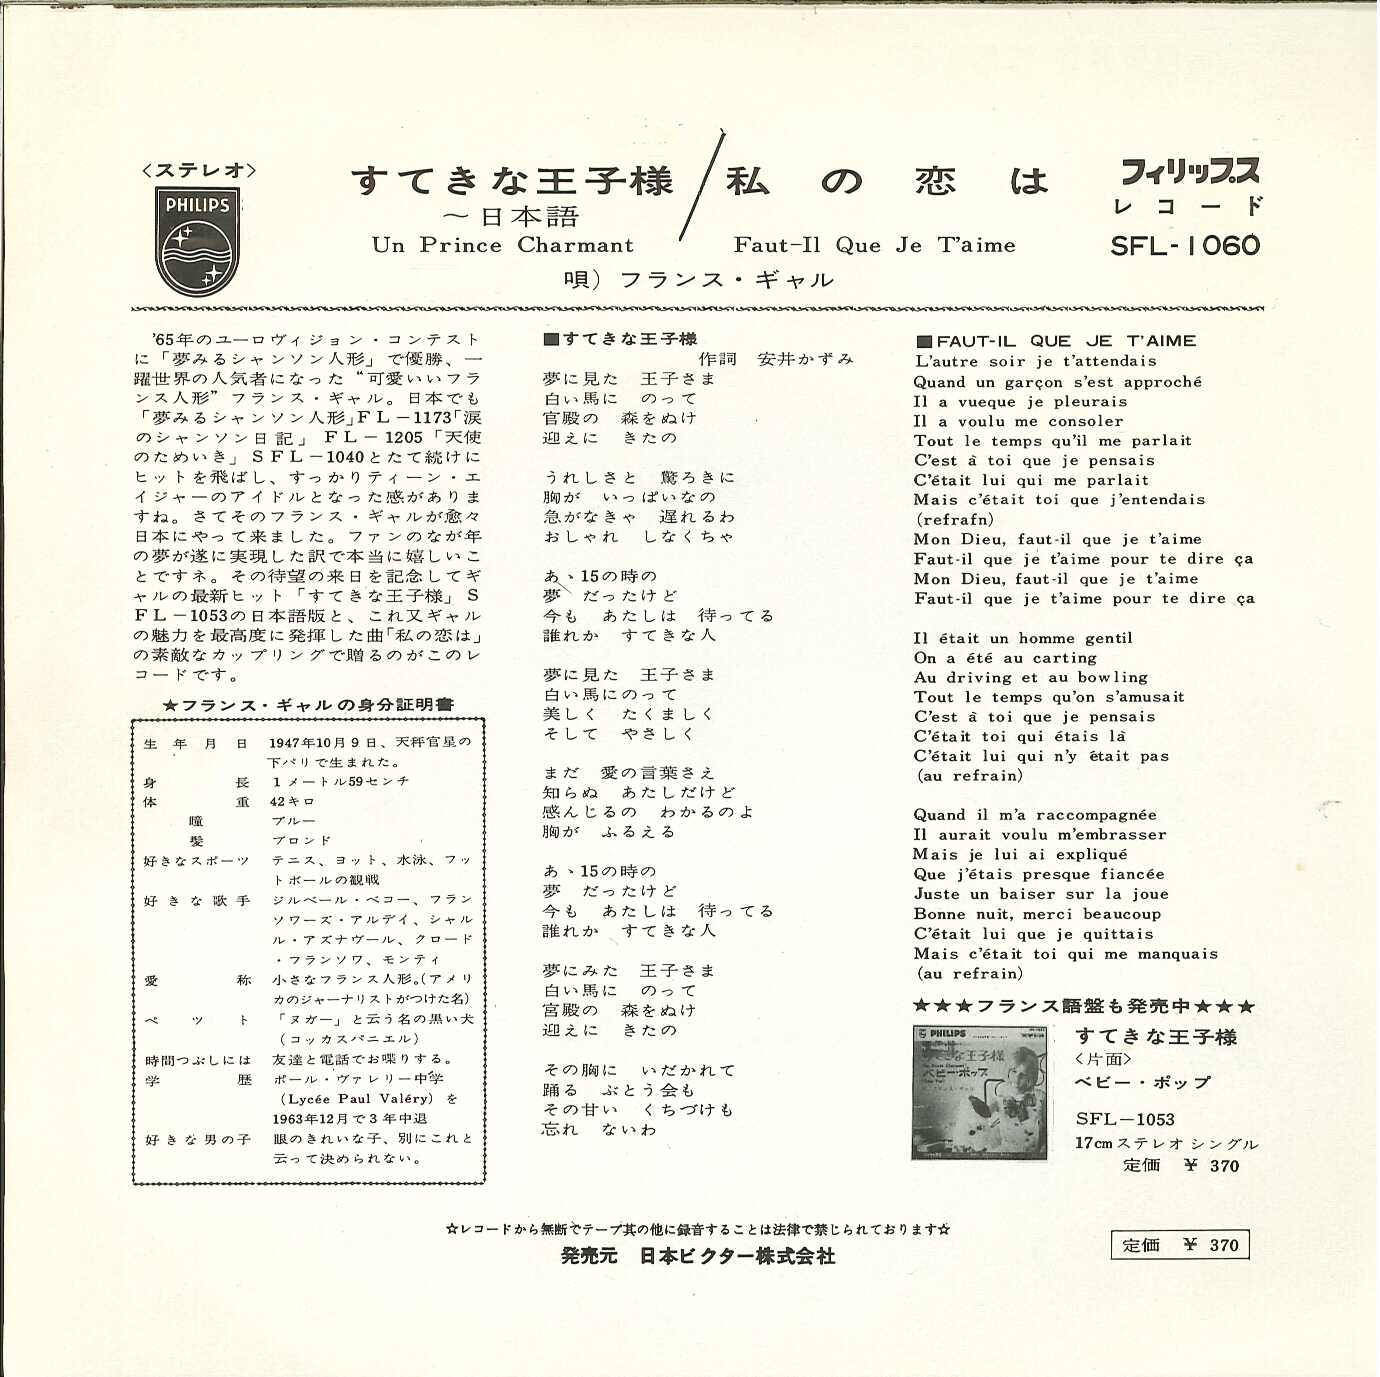 〈ステレオ〉
PHILIPS
すてきな王子様／私の恋は
～日本語
Un Prince Charmant　Faut-Il Que Je T'aime
唄）フランス・ギャル
フィリップス
レコード
SFL-1060
'65年のユーロヴィジョン・コンテスト
に「夢みるシャンソン人形」で優勝、一
躍世界の人気者になった“可愛いいフラ
ンス人形”フランス・ギャル。日本でも
「夢みるシャンソン人形」FL－1173「涙
のシャンソン日記」FL－1205「天使
のためいき」SFL－1040とたて続けに
ヒットを飛ばし、すっかりティーン・エ
イジャーのアイドルとなった感がありま
すね。さてそのフランス・ギャルが愈々
日本にやって来ました。ファンのなが年
の夢が遂に実現した訳で本当に嬉しいこ
とですネ。その待望の来日を記念してギ
ャルの最新ヒット「すてきな王子様」S
FL－1053の日本語版と、これ又ギャル
の魅力を最高度に発揮した曲「私の恋は」
の素敵なカップリングで贈るのがこのレ
コードです。
★フランス・ギャルの身分証明書
生年月日　1947年10月9日、天秤官星の
下パリで生まれた。
身長　1メートル59センチ
体重　42キロ
瞳　ブルー
髪　ブロンド
好きなスポーツ　テニス、ヨット、水泳、フッ
トボールの観戦
好きな歌手　ジルベール・ベコー、フラン
ソワーズ・アルディ、シャル
ル・アズナヴール、クロード
・フランソワ、モンティ
愛称　小さなフランス人形。（アメリ
カのジャーナリストがつけた名）
ペット　「ヌガー」と云う名の黒い犬
（コッカスパニエル）
時間つぶしには　友達と電話でお喋りする。
学歴　ポール・ヴァレリー中学
（Lycée Paul Valéry）を
1963年12月で3年中退
好きな男の子　眼のきれいな子、別にこれと
云って決められない。
■すてきな王子様
作詞　安井かずみ
夢に見た　王子さま
白い馬に　のって
官殿の　森をぬけ
迎えに　きたの
うれしさと　驚ろきに
胸が　いっぱいなの
急がなきゃ　遅れるわ
おしゃれ　しなくちゃ
あゝ15の時の
夢　だったけど
今も　あたしは　待ってる
誰れか　すてきな人
夢に見た　王子さま
白い馬にのって
美しく　たくましく
そして　やさしく
まだ　愛の言葉さえ
知らぬ　あたしだけど
感んじるの　わかるのよ
胸が　ふるえる
あゝ15の時の
夢　だったけど
今も　あたしは　待ってる
誰れか　すてきな人
夢にみた　王子さま
白い馬に　のって
宮殿の　森をぬけ
迎えに　きたの
その胸に　いだかれて
踊る　ぶとう会も
その甘い　くちづけも
忘れ　ないわ
■FAUT-IL QUE JE T'AIME
L'autre soir je t'attendais
Quand un garçon s'est approché
Il a vueque je pleurais
Il a voulu me consoler
Tout le temps qu'il me parlait
C'est à toi que je pensais
C'était lui qui me parlait
Mais c'était toi que j'entendais
(refrafn)
Mon Dieu, faut-il que je t'aime
Faut-il que je t'aime pour te dire ça
Mon Dieu, faut-il que je t'aime
Faut-il que je t'aime pour te dire ça
Il était un homme gentil
On a été au carting
Au driving et au bowling
Tout le temps qu'on s'amusait
C'est à toi que je pensais
C'était toi qui étais là
C'était lui qui n'y était pas
(au refrain)
Quand il m'a raccompagnée
Il aurait voulu m'embrasser
Mais je lui ai expliqué
Que j'étais presque fiancée
Juste un baiser sur la joue
Bonne nuit, merci beaucoup
C'était lui que je quittais
Mais c'était toi qui me manquais
(au refrain)
★★★フランス語盤も発売中★★★
PHILIPS
すてきな王子様
ベビー・ポップ
すてきな王子様
〈片面〉
ベビー・ポップ
SFL－1053
17cmステレオシングル
定価　￥370
☆レコードから無断でテープ其の他に録音することは法律で禁じられております☆
発売元　日本ビクター株式会社
定価　￥370